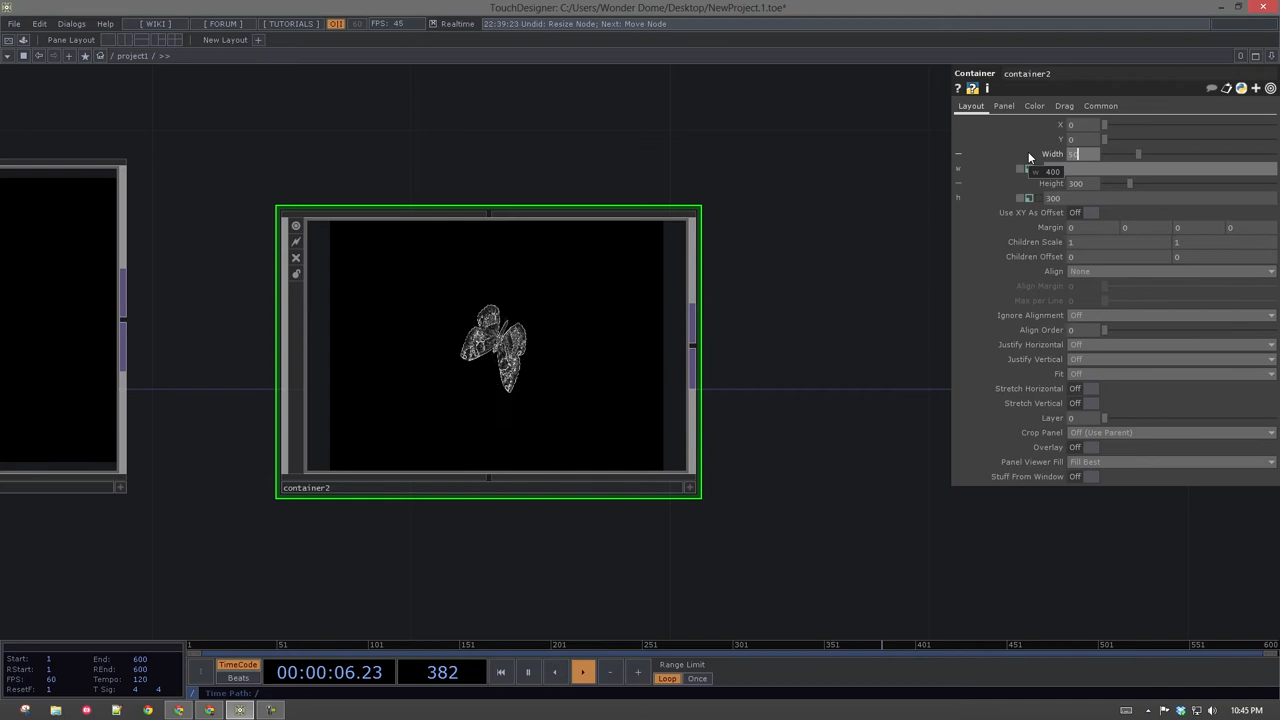 TouchDesigner: C:/Users/Wonder Dome/Desktop/NewProject.1.toe*
File Edit Dialogs Help [ WIKI ] [ FORUM ] [ TUTORIALS ] O|I 60 FPS: 45 Realtime 22:39:23 Undid: Resize Node; Next: Move Node
Pane Layout New Layout +
/ project1 / >>
Container container2
? ? i
Layout Panel Color Drag Common
X 0
Y 0
Width 50
w 400
w
Height 300
h 300
Use XY As Offset Off
Margin 0 0 0 0
Children Scale 1 1
Children Offset 0 0
Align None
Align Margin 0
Max per Line 0
Ignore Alignment Off
Align Order 0
Justify Horizontal Off
Justify Vertical Off
Fit Off
Stretch Horizontal Off
Stretch Vertical Off
Layer 0
Crop Panel Off (Use Parent)
Overlay Off
Panel Viewer Fill Fill Best
Stuff From Window Off
container2
1 51 101 151 201 251 301 351 401 451 501 551 600
Start: 1 End: 600
RStart: 1 REnd: 600
FPS: 60 Tempo: 120
ResetF: 1 T Sig: 4 4
TimeCode
Beats
00:00:06.23 382
Range Limit
Loop Once
/ Time Path: /
10:45 PM